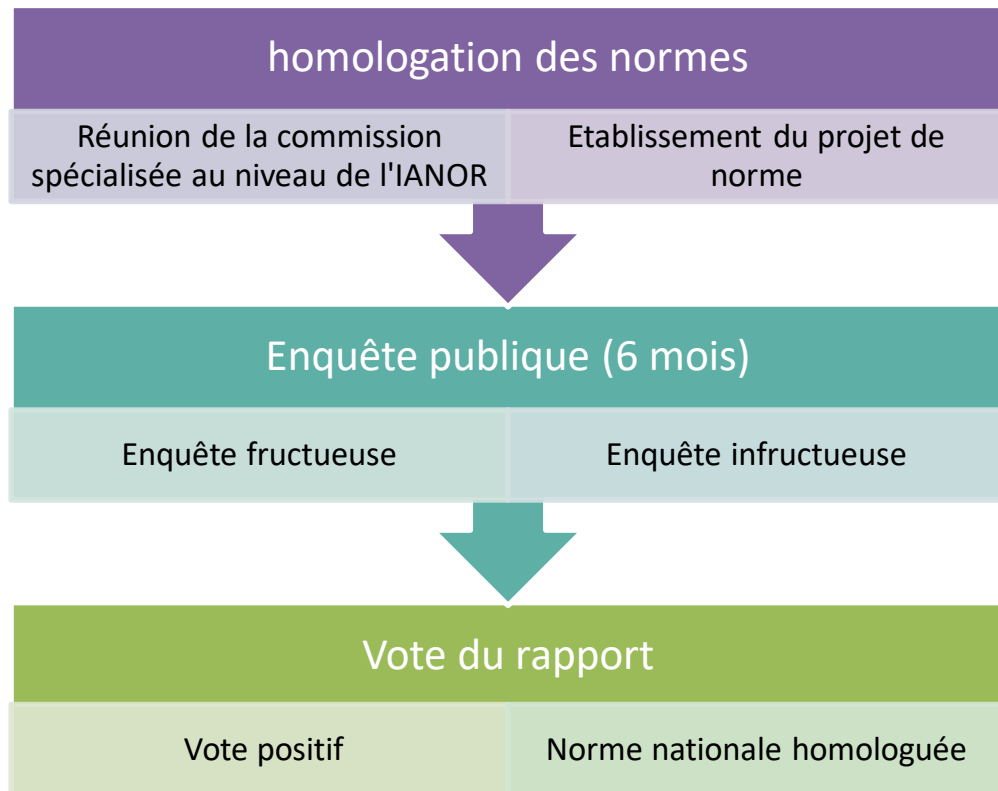 homologation des normes
Réunion de la commission
spécialisée au niveau de l'IANOR
Etablissement du projet de
norme
Enquête publique (6 mois)
Enquête fructueuse
Enquête infructueuse
Vote du rapport
Vote positif
Norme nationale homologuée